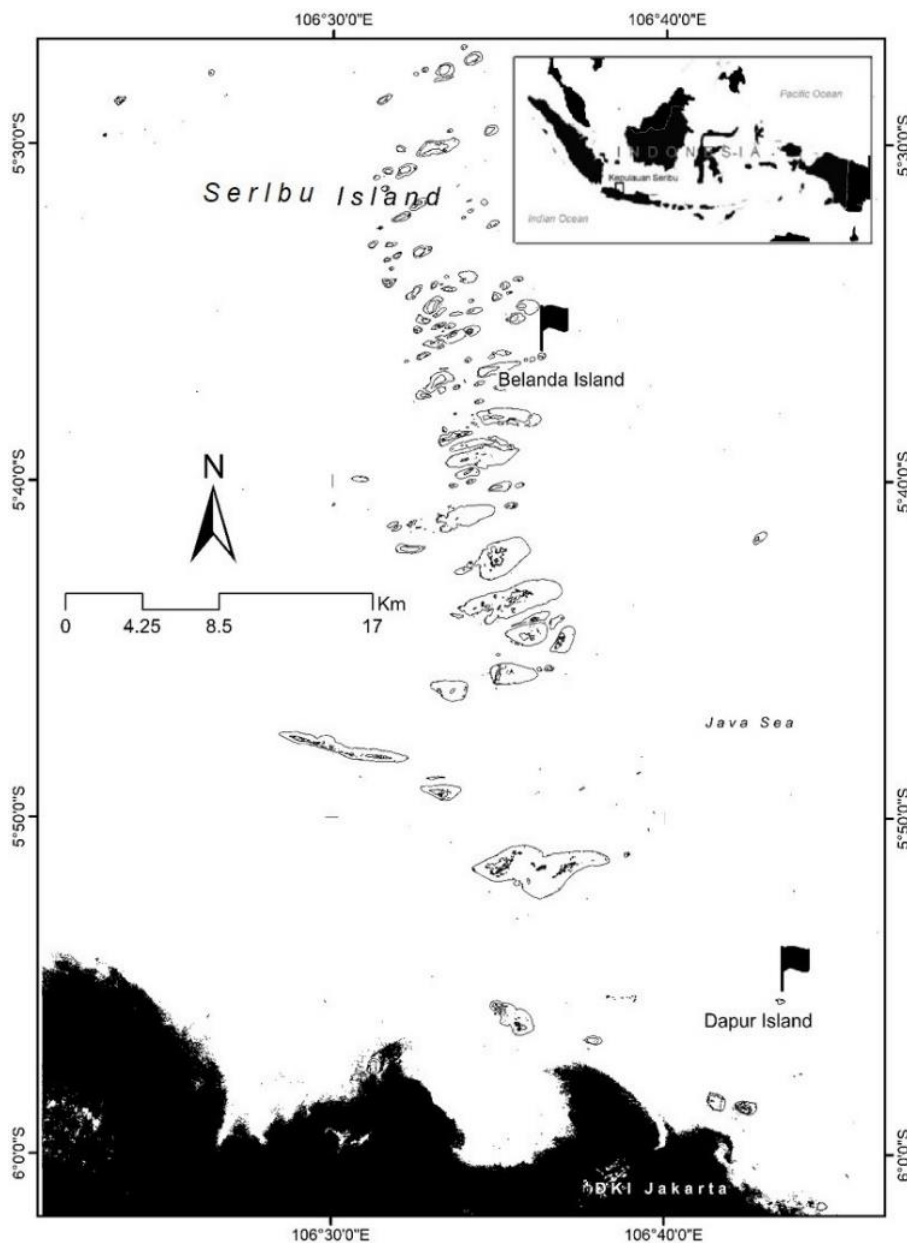 106°30'0"E
106°40'0"E
Pacific Ocean
INDONESIA
Kepulauan Seribu
Indian Ocean
5°30'0"S
5°30'0"S
Seribu Island
Belanda Island
N
5°40'0"S
5°40'0"S
Km
0
4.25
8.5
17
Java Sea
5°50'0"S
5°50'0"S
Dapur Island
6°0'0"S
6°0'0"S
DKI Jakarta
106°30'0"E
106°40'0"E